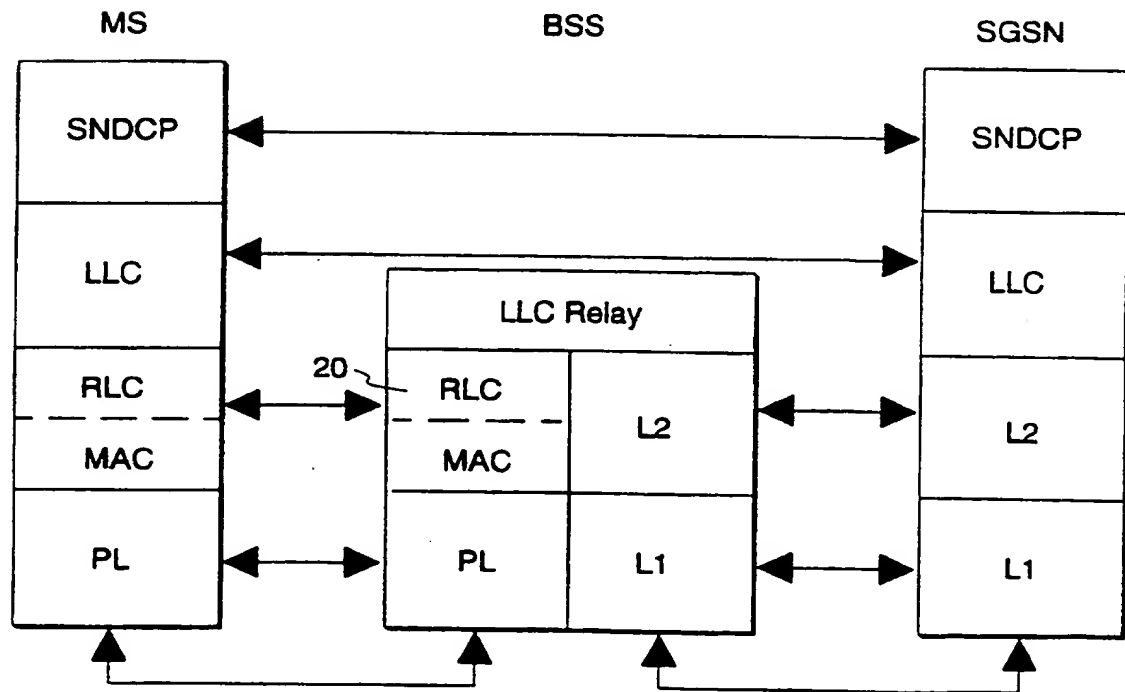 MS
BSS
SGSN
SNDCP
SNDCP
LLC
LLC
LLC Relay
20
RLC
RLC
MAC
MAC
L2
L2
PL
PL
L1
L1